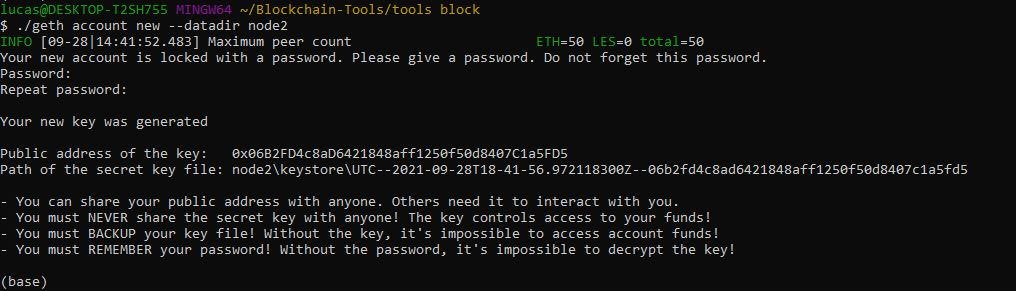 lucas@DESKTOP-T2SH755 MINGW64 ~/Blockchain-Tools/tools block
$ ./geth account new --datadir node2
INFO [09-28|14:41:52.483] Maximum peer count ETH=50 LES=0 total=50
Your new account is locked with a password. Please give a password. Do not forget this password.
Password:
Repeat password:
Your new key was generated
Public address of the key: 0x06B2FD4c8aD6421848aff1250f50d8407C1a5FD5
Path of the secret key file: node2\keystore\UTC--2021-09-28T18-41-56.972118300Z--06b2fd4c8ad6421848aff1250f50d8407c1a5fd5
- You can share your public address with anyone. Others need it to interact with you.
- You must NEVER share the secret key with anyone! The key controls access to your funds!
- You must BACKUP your key file! Without the key, it's impossible to access account funds!
- You must REMEMBER your password! Without the password, it's impossible to decrypt the key!
(base)